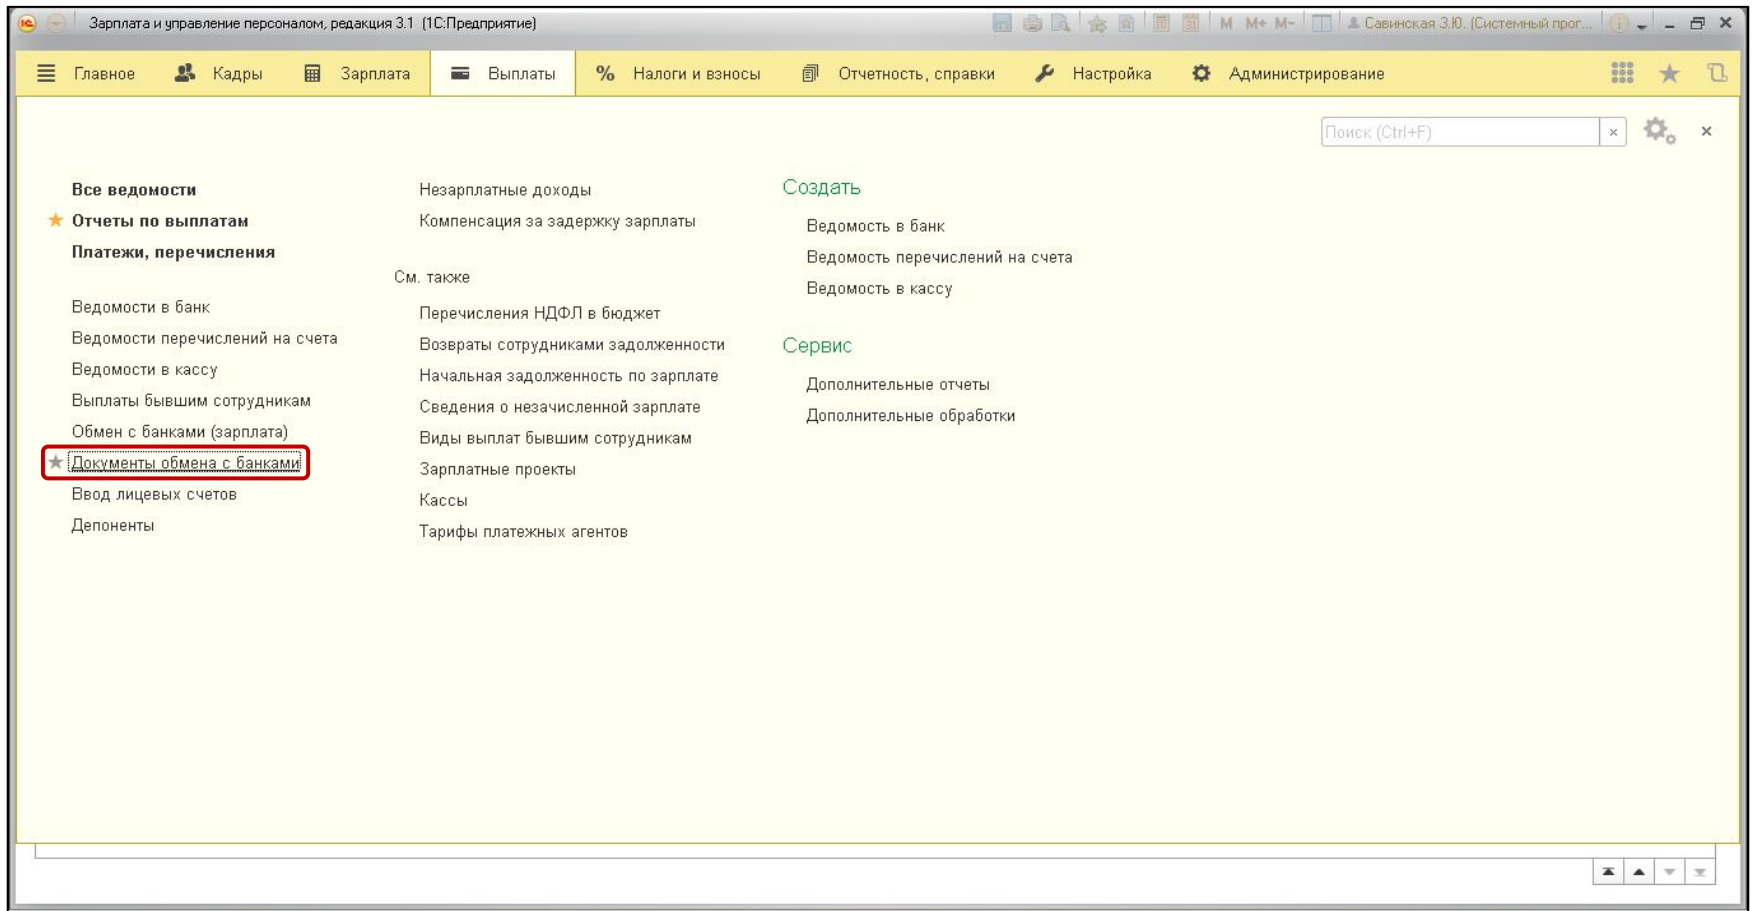 Зарплата и управление персоналом, редакция 3.1 (1С:Предприятие)
M M+ M- Савинская З.Ю. (Системный прог...
Главное Кадры Зарплата Выплаты % Налоги и взносы Отчетность, справки Настройка Администрирование
Поиск (Ctrl+F)
Все ведомости
Отчеты по выплатам
Платежи, перечисления
Ведомости в банк
Ведомости перечислений на счета
Ведомости в кассу
Выплаты бывшим сотрудникам
Обмен с банками (зарплата)
Документы обмена с банками
Ввод лицевых счетов
Депоненты
Незарплатные доходы
Компенсация за задержку зарплаты
См. также
Перечисления НДФЛ в бюджет
Возвраты сотрудниками задолженности
Начальная задолженность по зарплате
Сведения о незачисленной зарплате
Виды выплат бывшим сотрудникам
Зарплатные проекты
Кассы
Тарифы платежных агентов
Создать
Ведомость в банк
Ведомость перечислений на счета
Ведомость в кассу
Сервис
Дополнительные отчеты
Дополнительные обработки